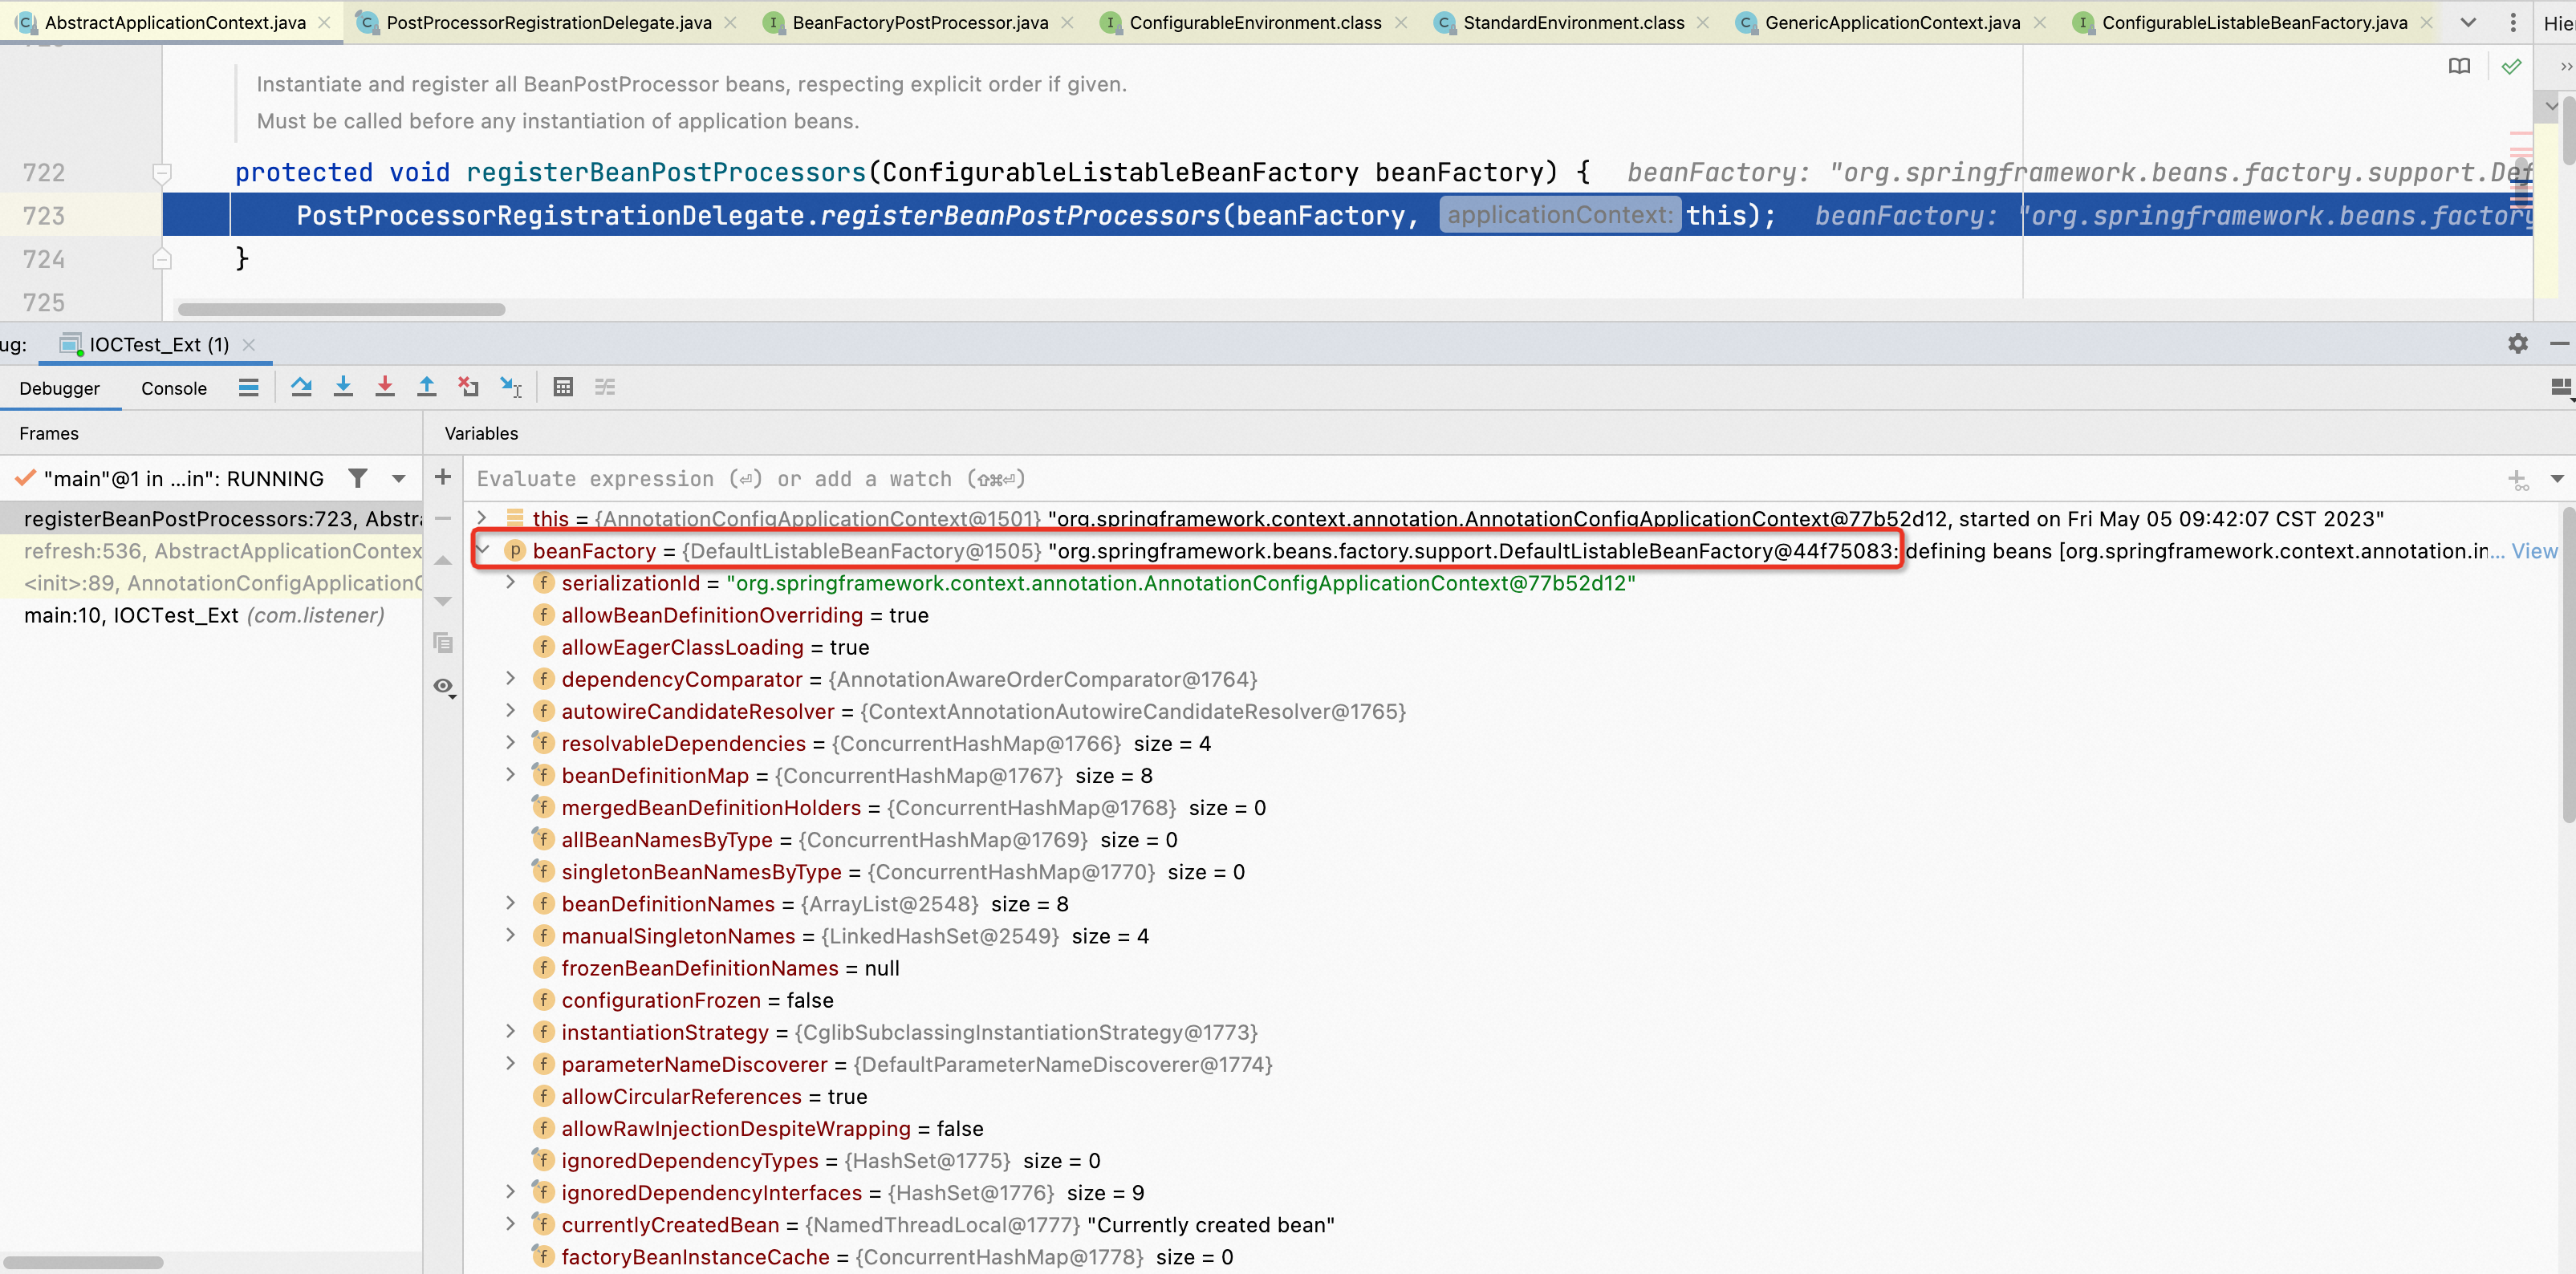 AbstractApplicationContext.java
PostProcessorRegistrationDelegate.java
BeanFactoryPostProcessor.java
ConfigurableEnvironment.class
StandardEnvironment.class
GenericApplicationContext.java
ConfigurableListableBeanFactory.java
Hie
Instantiate and register all BeanPostProcessor beans, respecting explicit order if given.
Must be called before any instantiation of application beans.
722 protected void registerBeanPostProcessors(ConfigurableListableBeanFactory beanFactory) { beanFactory: "org.springframework.beans.factory.support.Def
723 PostProcessorRegistrationDelegate.registerBeanPostProcessors(beanFactory, applicationContext: this); beanFactory: "org.springframework.beans.factory
724 }
725
ug: IOCTest_Ext (1)
Debugger Console
Frames
Variables
"main"@1 in ...in": RUNNING
Evaluate expression (⏎) or add a watch (⇧⌘⏎)
registerBeanPostProcessors:723, Abstra
refresh:536, AbstractApplicationContex
<init>:89, AnnotationConfigApplicationC
main:10, IOCTest_Ext (com.listener)
this = {AnnotationConfigApplicationContext@1501} "org.springframework.context.annotation.AnnotationConfigApplicationContext@77b52d12, started on Fri May 05 09:42:07 CST 2023"
p beanFactory = {DefaultListableBeanFactory@1505} "org.springframework.beans.factory.support.DefaultListableBeanFactory@44f75083: defining beans [org.springframework.context.annotation.in... View
f serializationId = "org.springframework.context.annotation.AnnotationConfigApplicationContext@77b52d12"
f allowBeanDefinitionOverriding = true
f allowEagerClassLoading = true
f dependencyComparator = {AnnotationAwareOrderComparator@1764}
f autowireCandidateResolver = {ContextAnnotationAutowireCandidateResolver@1765}
f resolvableDependencies = {ConcurrentHashMap@1766} size = 4
f beanDefinitionMap = {ConcurrentHashMap@1767} size = 8
f mergedBeanDefinitionHolders = {ConcurrentHashMap@1768} size = 0
f allBeanNamesByType = {ConcurrentHashMap@1769} size = 0
f singletonBeanNamesByType = {ConcurrentHashMap@1770} size = 0
f beanDefinitionNames = {ArrayList@2548} size = 8
f manualSingletonNames = {LinkedHashSet@2549} size = 4
f frozenBeanDefinitionNames = null
f configurationFrozen = false
f instantiationStrategy = {CglibSubclassingInstantiationStrategy@1773}
f parameterNameDiscoverer = {DefaultParameterNameDiscoverer@1774}
f allowCircularReferences = true
f allowRawInjectionDespiteWrapping = false
f ignoredDependencyTypes = {HashSet@1775} size = 0
f ignoredDependencyInterfaces = {HashSet@1776} size = 9
f currentlyCreatedBean = {NamedThreadLocal@1777} "Currently created bean"
f factoryBeanInstanceCache = {ConcurrentHashMap@1778} size = 0